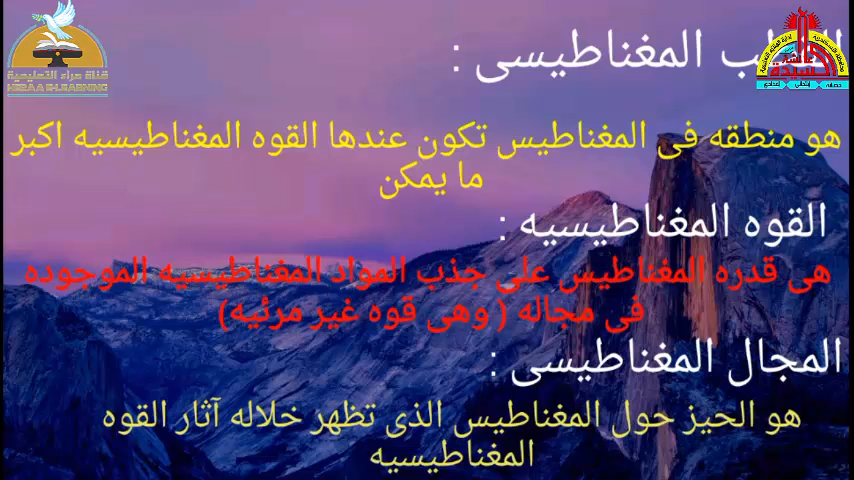 المغناطيسى :
هو منطقه فى المغناطيس تكون عندها القوه المغناطيسيه اكبر
ما يمكن
القوه المغناطيسيه :
هى قدره المغناطيس على جذب المواد المغناطيسيه الموجوده
فى مجاله ( وهى قوه غير مرئيه)
المجال المغناطيسى :
هو الحيز حول المغناطيس الذى تظهر خلاله آثار القوه
المغناطيسيه
قناة حراء التعليمية
HERAA E-LEARNING